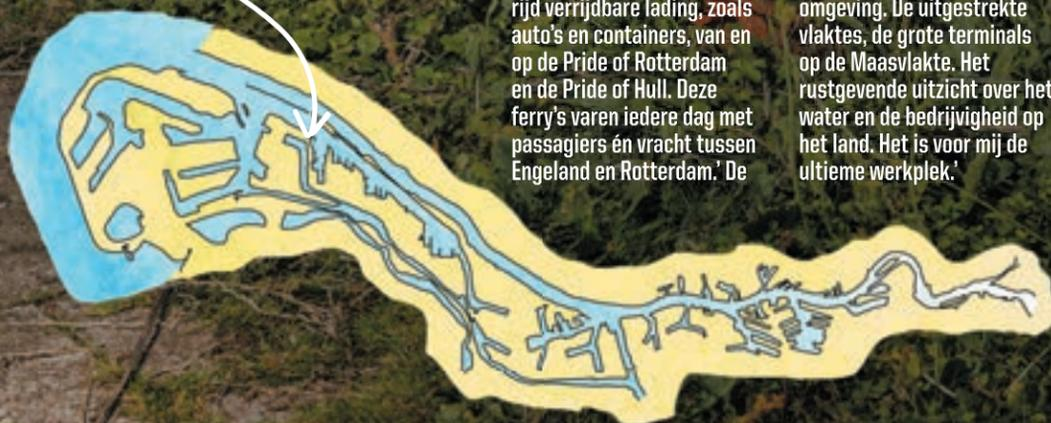 rijd verrijdbare lading, zoals
auto's en containers, van en
op de Pride of Rotterdam
en de Pride of Hull. Deze
ferry's varen iedere dag met
passagiers én vracht tussen
Engeland en Rotterdam.' De
omgeving. De uitgestrekte
vlaktes, de grote terminals
op de Maasvlakte. Het
rustgevende uitzicht over het
water en de bedrijvigheid op
het land. Het is voor mij de
ultieme werkplek.'